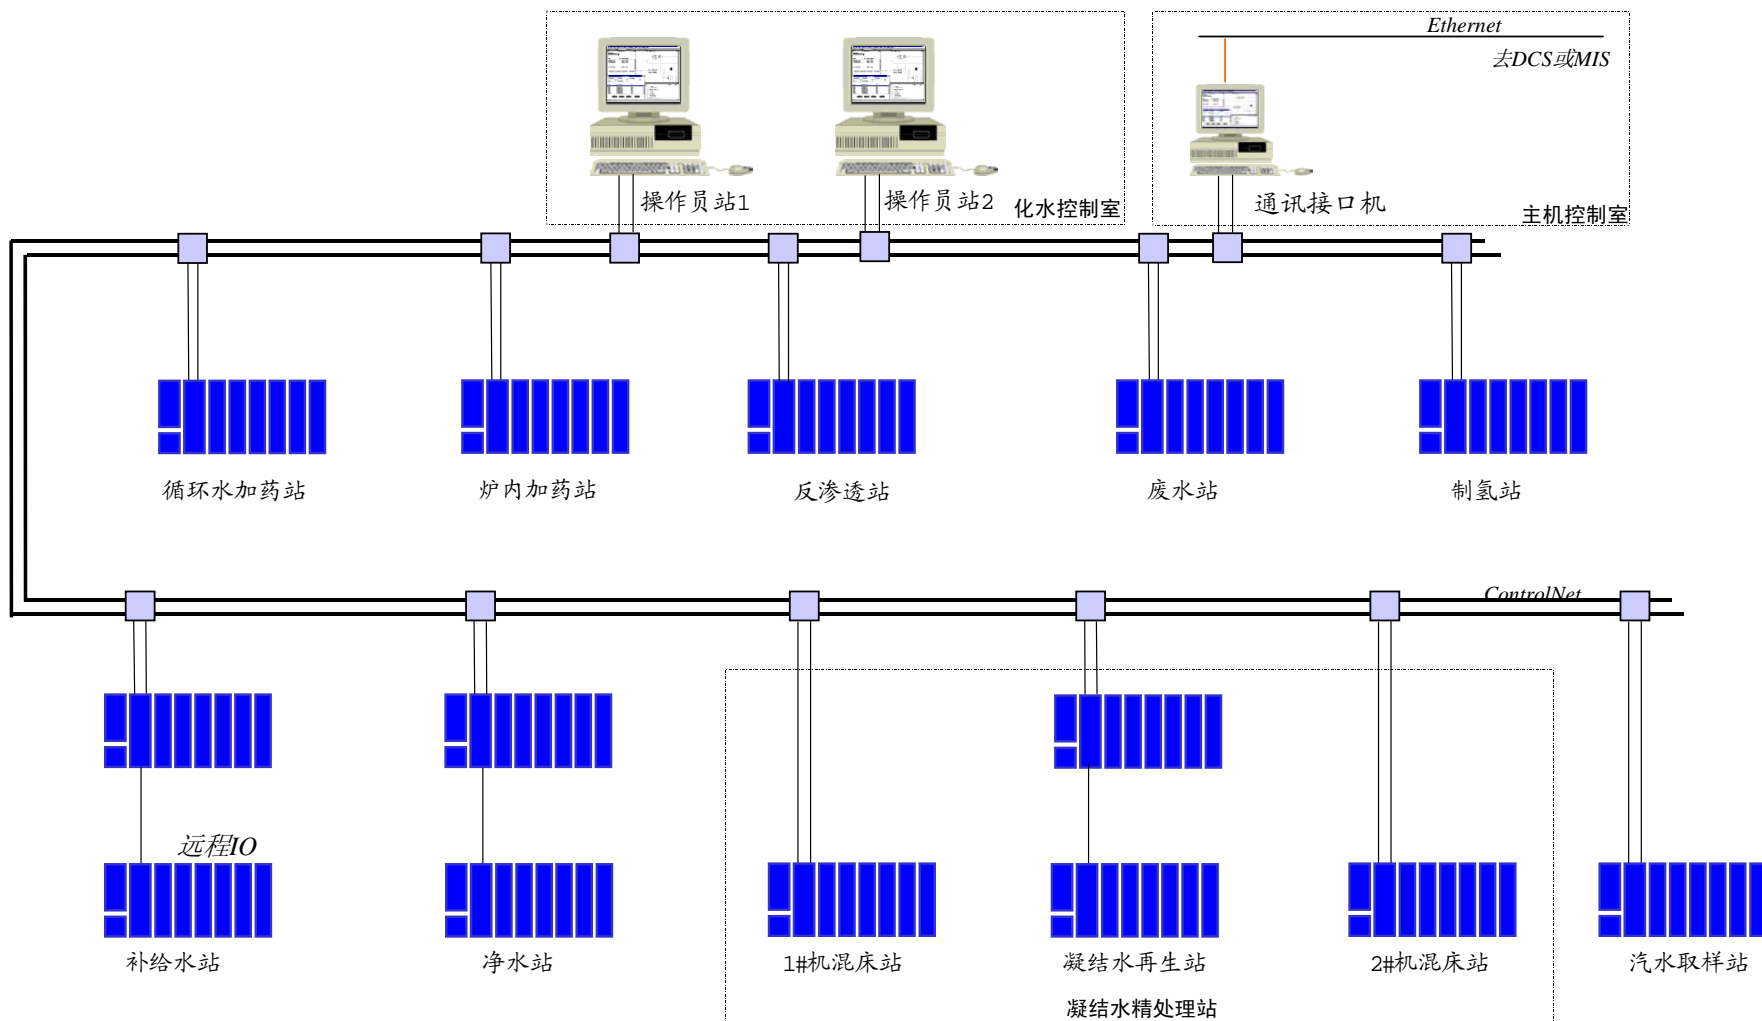 Ethernet
去DCS或MIS
操作员站1
操作员站2
化水控制室
通讯接口机
主机控制室
循环水加药站
炉内加药站
反渗透站
废水站
制氢站
ControlNet
远程IO
补给水站
净水站
1#机混床站
凝结水再生站
2#机混床站
汽水取样站
凝结水精处理站